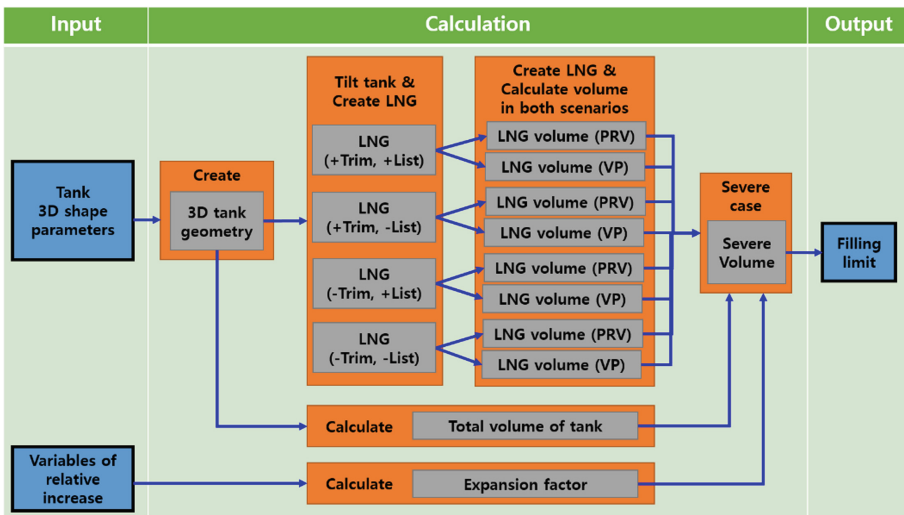 Input
Calculation
Output
Tank
3D shape
parameters
Create
3D tank
geometry
Tilt tank &
Create LNG
LNG
(+Trim, +List)
LNG
(+Trim, -List)
LNG
(-Trim, +List)
LNG
(-Trim, -List)
Create LNG &
Calculate volume
in both scenarios
LNG volume (PRV)
LNG volume (VP)
LNG volume (PRV)
LNG volume (VP)
LNG volume (PRV)
LNG volume (VP)
LNG volume (PRV)
LNG volume (VP)
Severe
case
Severe
Volume
Filling
limit
Calculate
Total volume of tank
Variables of
relative
increase
Calculate
Expansion factor